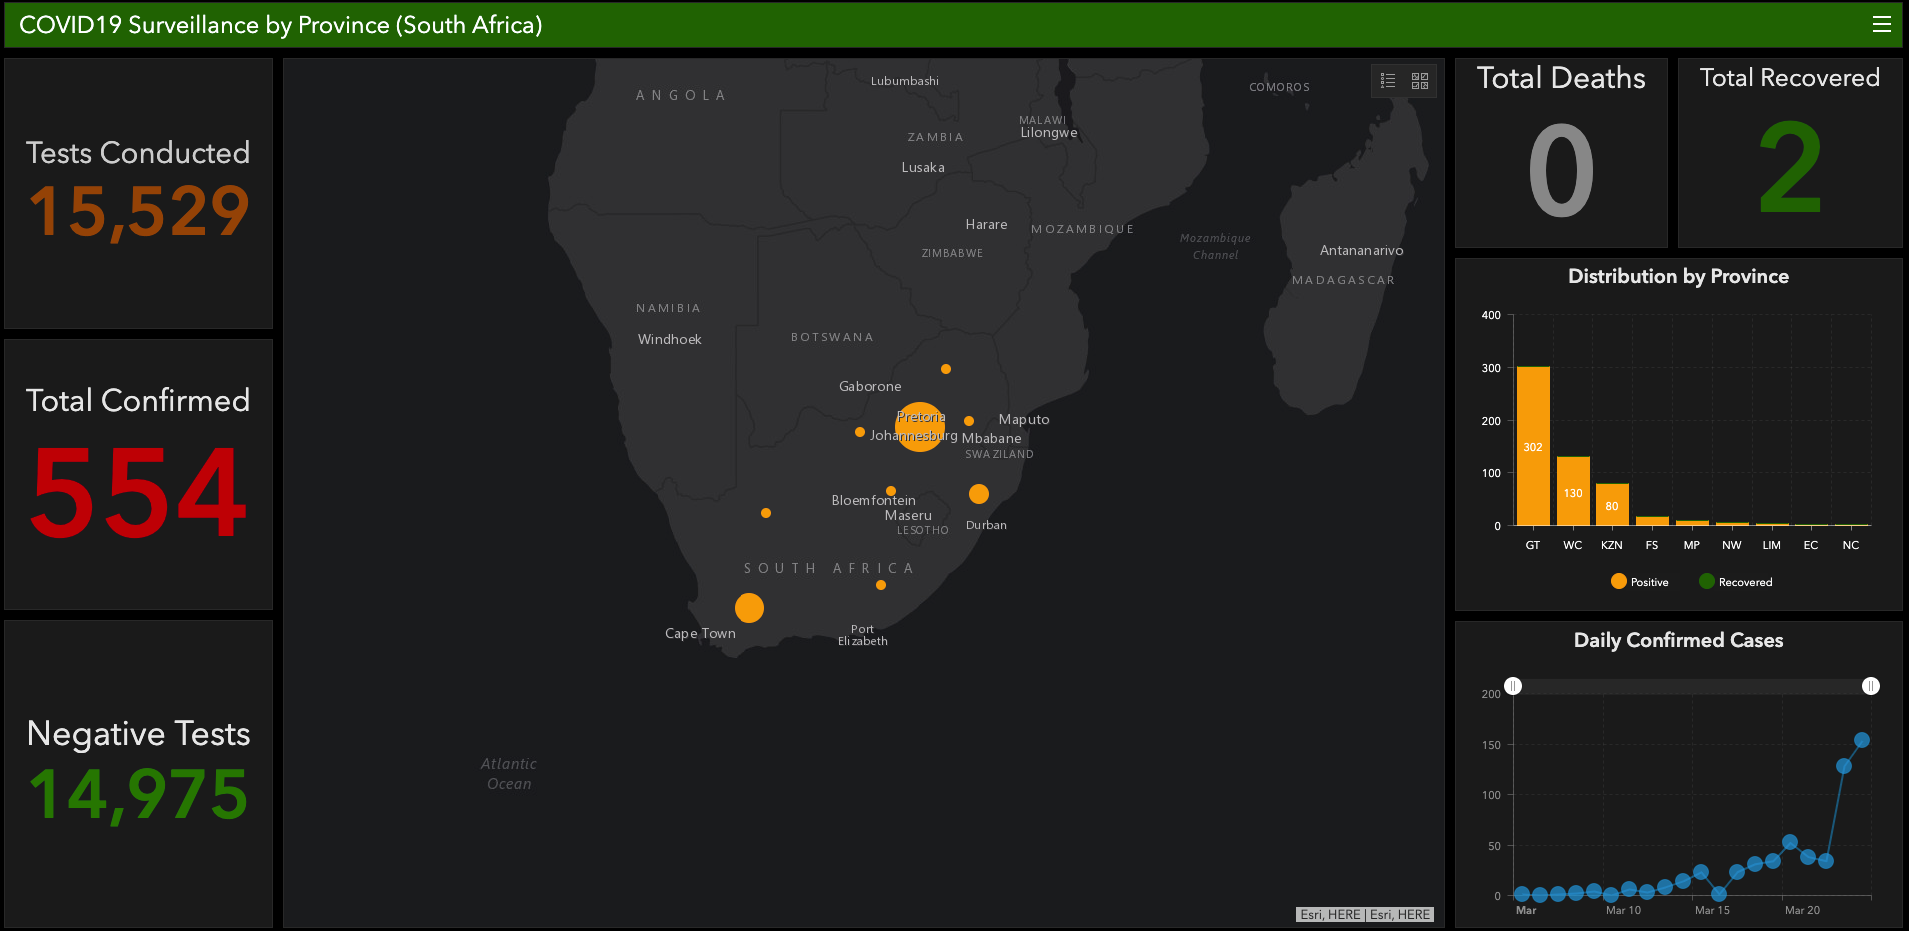 COVID19 Surveillance by Province (South Africa)
Tests Conducted
15,529
Total Confirmed
554
Negative Tests
14,975
ANGOLA
Lubumbashi
COMOROS
MALAWI
Lilongwe
ZAMBIA
Lusaka
Harare
MOZAMBIQUE
ZIMBABWE
Mozambique
Channel
Antananarivo
MADAGASCAR
NAMIBIA
Windhoek
BOTSWANA
Gaborone
Pretoria
Johannesburg
Maputo
Mbabane
SWAZILAND
Bloemfontein
Maseru
LESOTHO
Durban
SOUTH AFRICA
Cape Town
Port
Elizabeth
Atlantic
Ocean
Esri, HERE | Esri, HERE
Total Deaths
0
Total Recovered
2
Distribution by Province
400
300
200
100
0
302
130
80
GT WC KZN FS MP NW LIM EC NC
Positive Recovered
Daily Confirmed Cases
200
150
100
50
0
Mar Mar 10 Mar 15 Mar 20